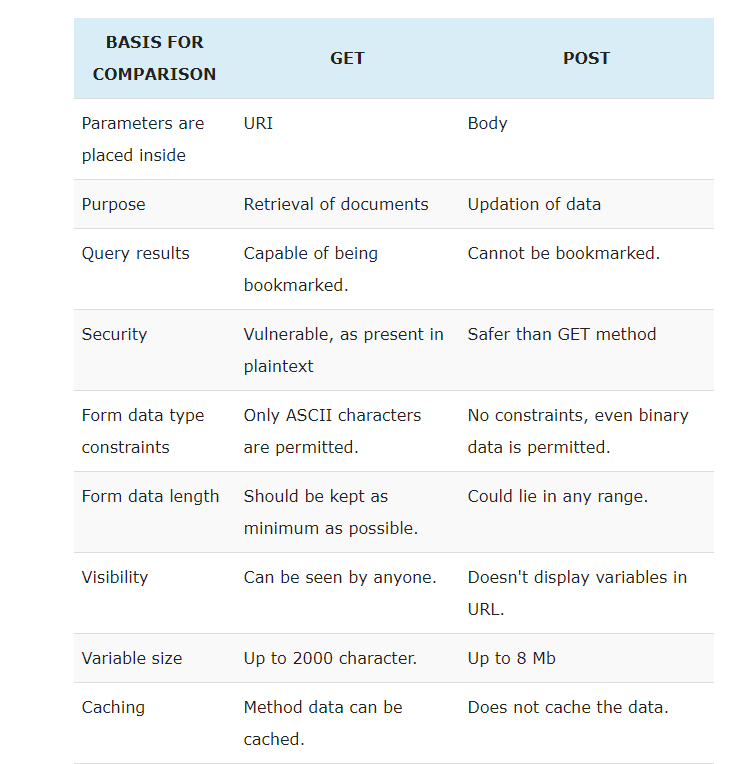 BASIS FOR
COMPARISON
GET
POST
Parameters are
placed inside
URI
Body
Purpose
Retrieval of documents
Updation of data
Query results
Capable of being
bookmarked.
Cannot be bookmarked.
Security
Vulnerable, as present in
plaintext
Safer than GET method
Form data type
constraints
Only ASCII characters
are permitted.
No constraints, even binary
data is permitted.
Form data length
Should be kept as
minimum as possible.
Could lie in any range.
Visibility
Can be seen by anyone.
Doesn't display variables in
URL.
Variable size
Up to 2000 character.
Up to 8 Mb
Caching
Method data can be
cached.
Does not cache the data.